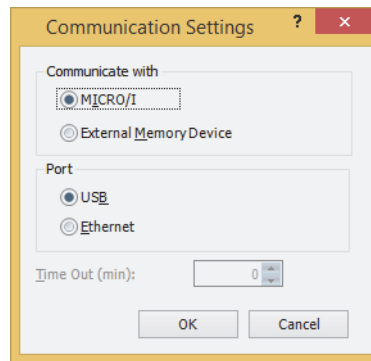 Communication Settings ?
Communicate with
MICRO/I
External Memory Device
Port
USB
Ethernet
Time Out (min): 0
OK Cancel